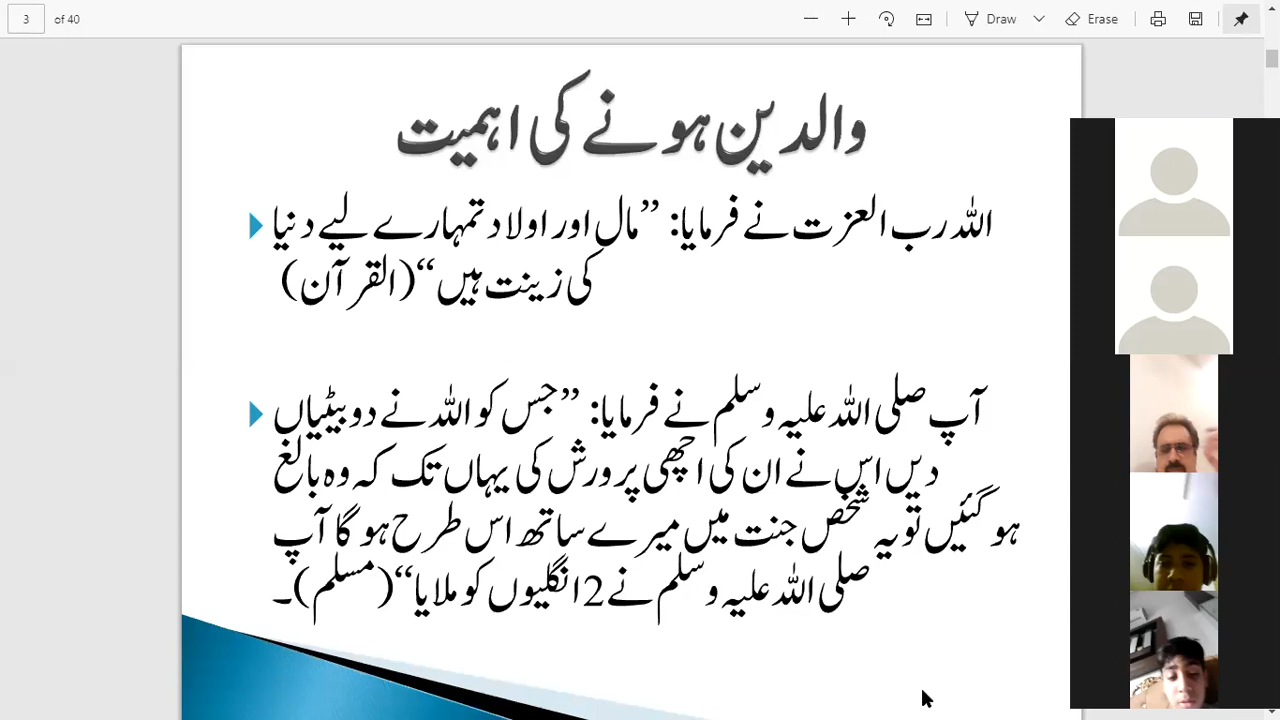 3 of 40
Draw
Erase
والدین ہونے کی اہمیت
اللہ رب العزت نے فرمایا: ”مال اور اولاد تمہارے لیے دنیا
کی زینت ہیں“ (القرآن)
آپ صلی اللہ علیہ وسلم نے فرمایا: ”جس کو اللہ نے دو بیٹیاں
دیں اس نے ان کی اچھی پرورش کی یہاں تک کہ وہ بالغ
ہو گئیں تو یہ شخص جنت میں میرے ساتھ اس طرح ہو گا آپ
صلی اللہ علیہ وسلم نے 2 انگلیوں کو ملایا“ (مسلم)۔